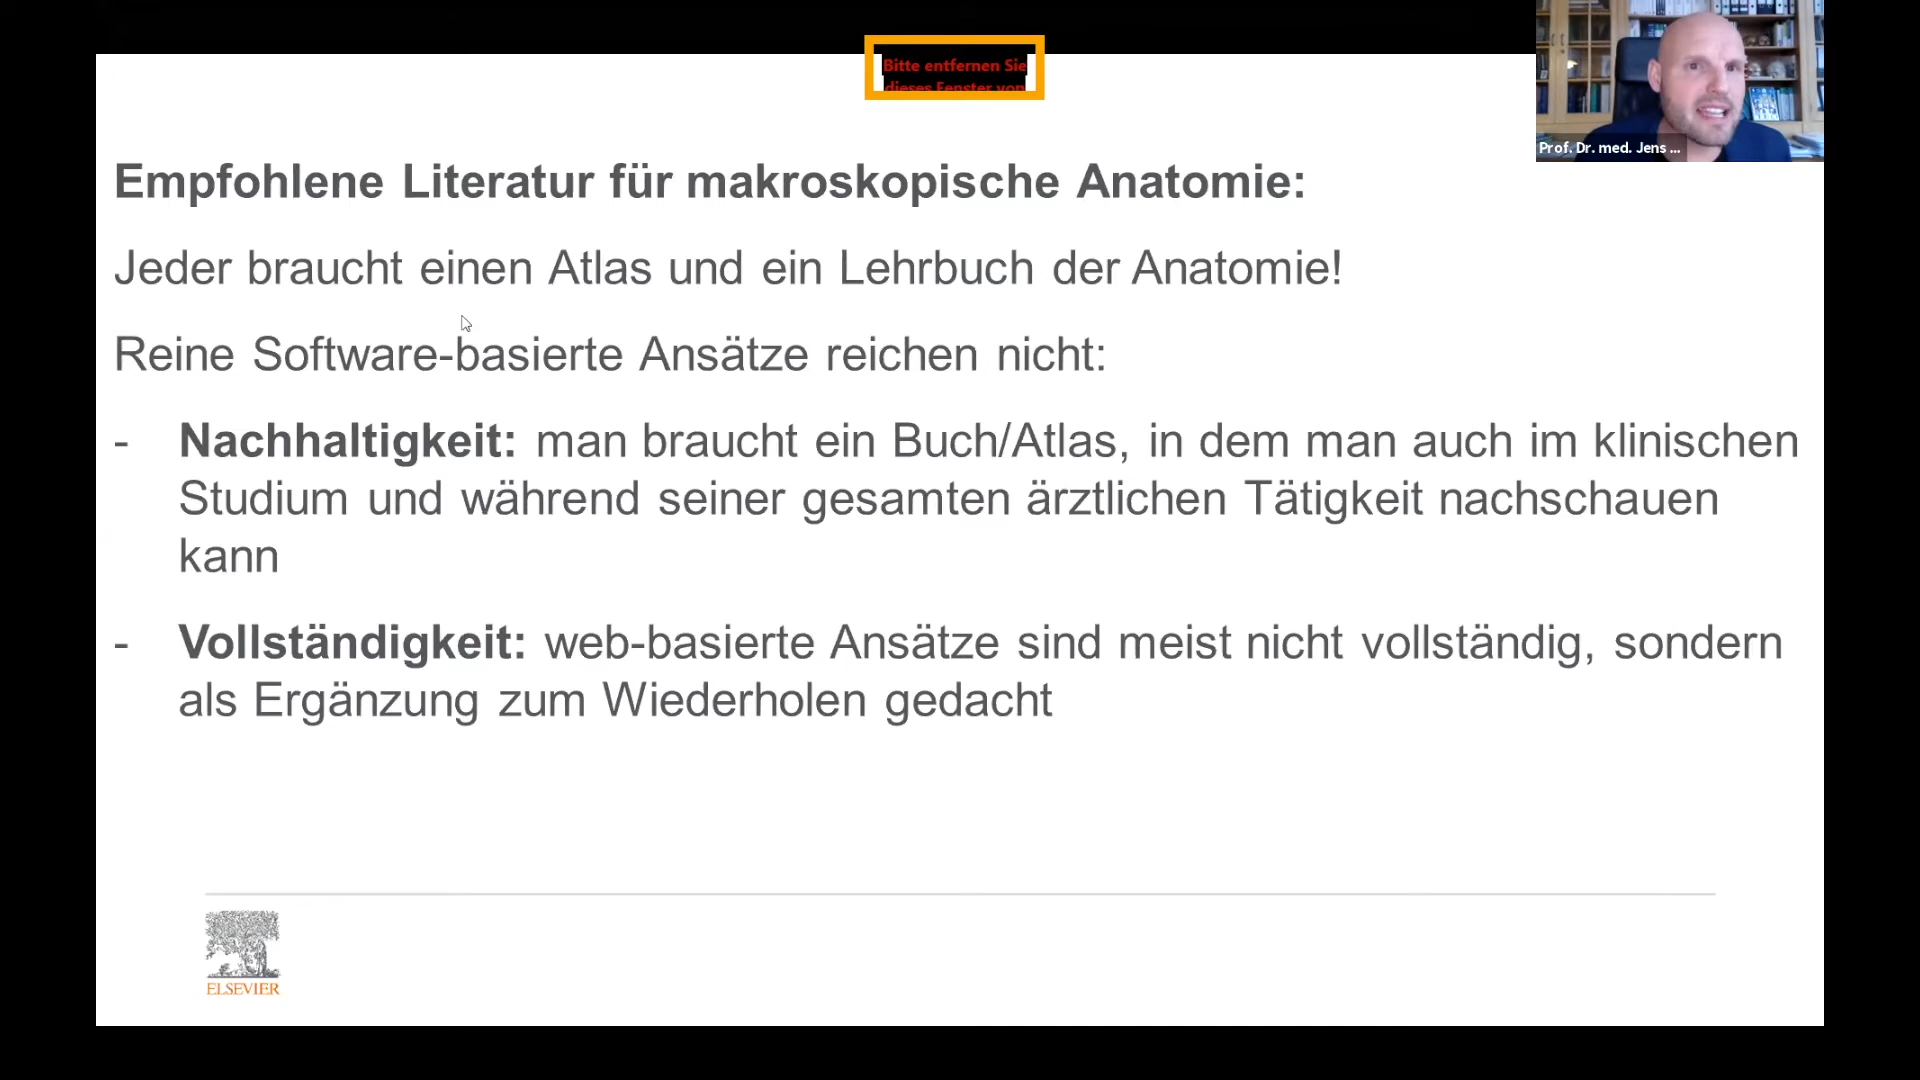 Bitte entfernen Sie
dieses Fenster von
Prof. Dr. med. Jens ...
Empfohlene Literatur für makroskopische Anatomie:
Jeder braucht einen Atlas und ein Lehrbuch der Anatomie!
Reine Software-basierte Ansätze reichen nicht:
- Nachhaltigkeit: man braucht ein Buch/Atlas, in dem man auch im klinischen
Studium und während seiner gesamten ärztlichen Tätigkeit nachschauen
kann
- Vollständigkeit: web-basierte Ansätze sind meist nicht vollständig, sondern
als Ergänzung zum Wiederholen gedacht
ELSEVIER